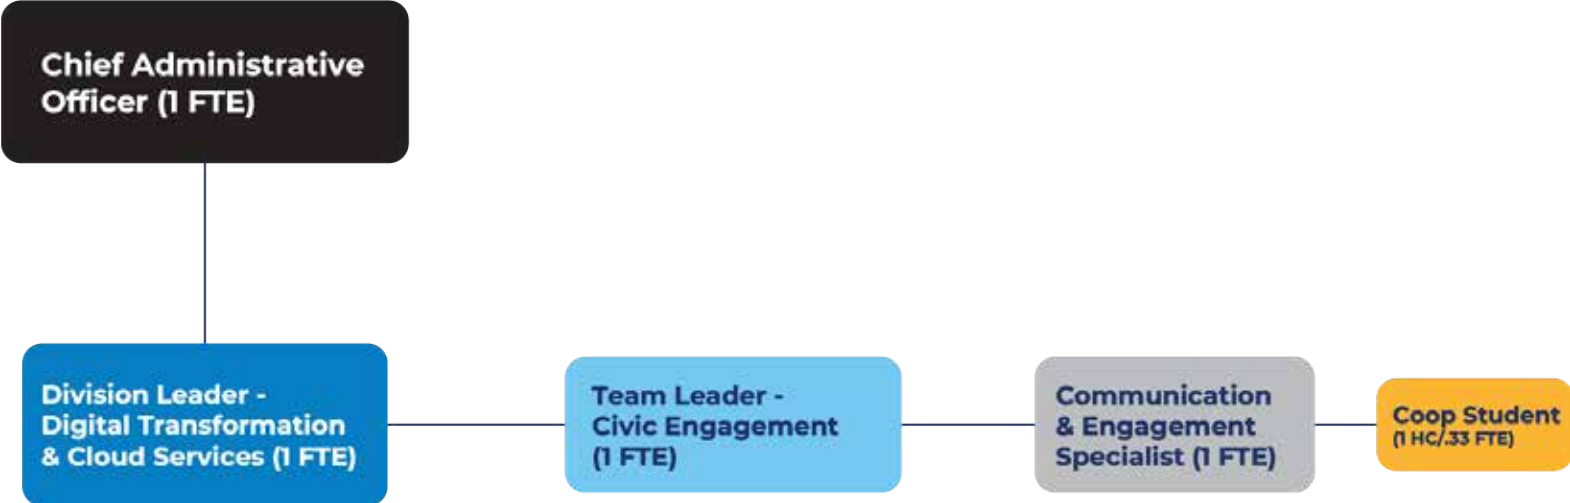 Chief Administrative
Officer (1 FTE)
Division Leader -
Digital Transformation
& Cloud Services (1 FTE)
Team Leader -
Civic Engagement
(1 FTE)
Communication
& Engagement
Specialist (1 FTE)
Coop Student
(1 HC/.33 FTE)